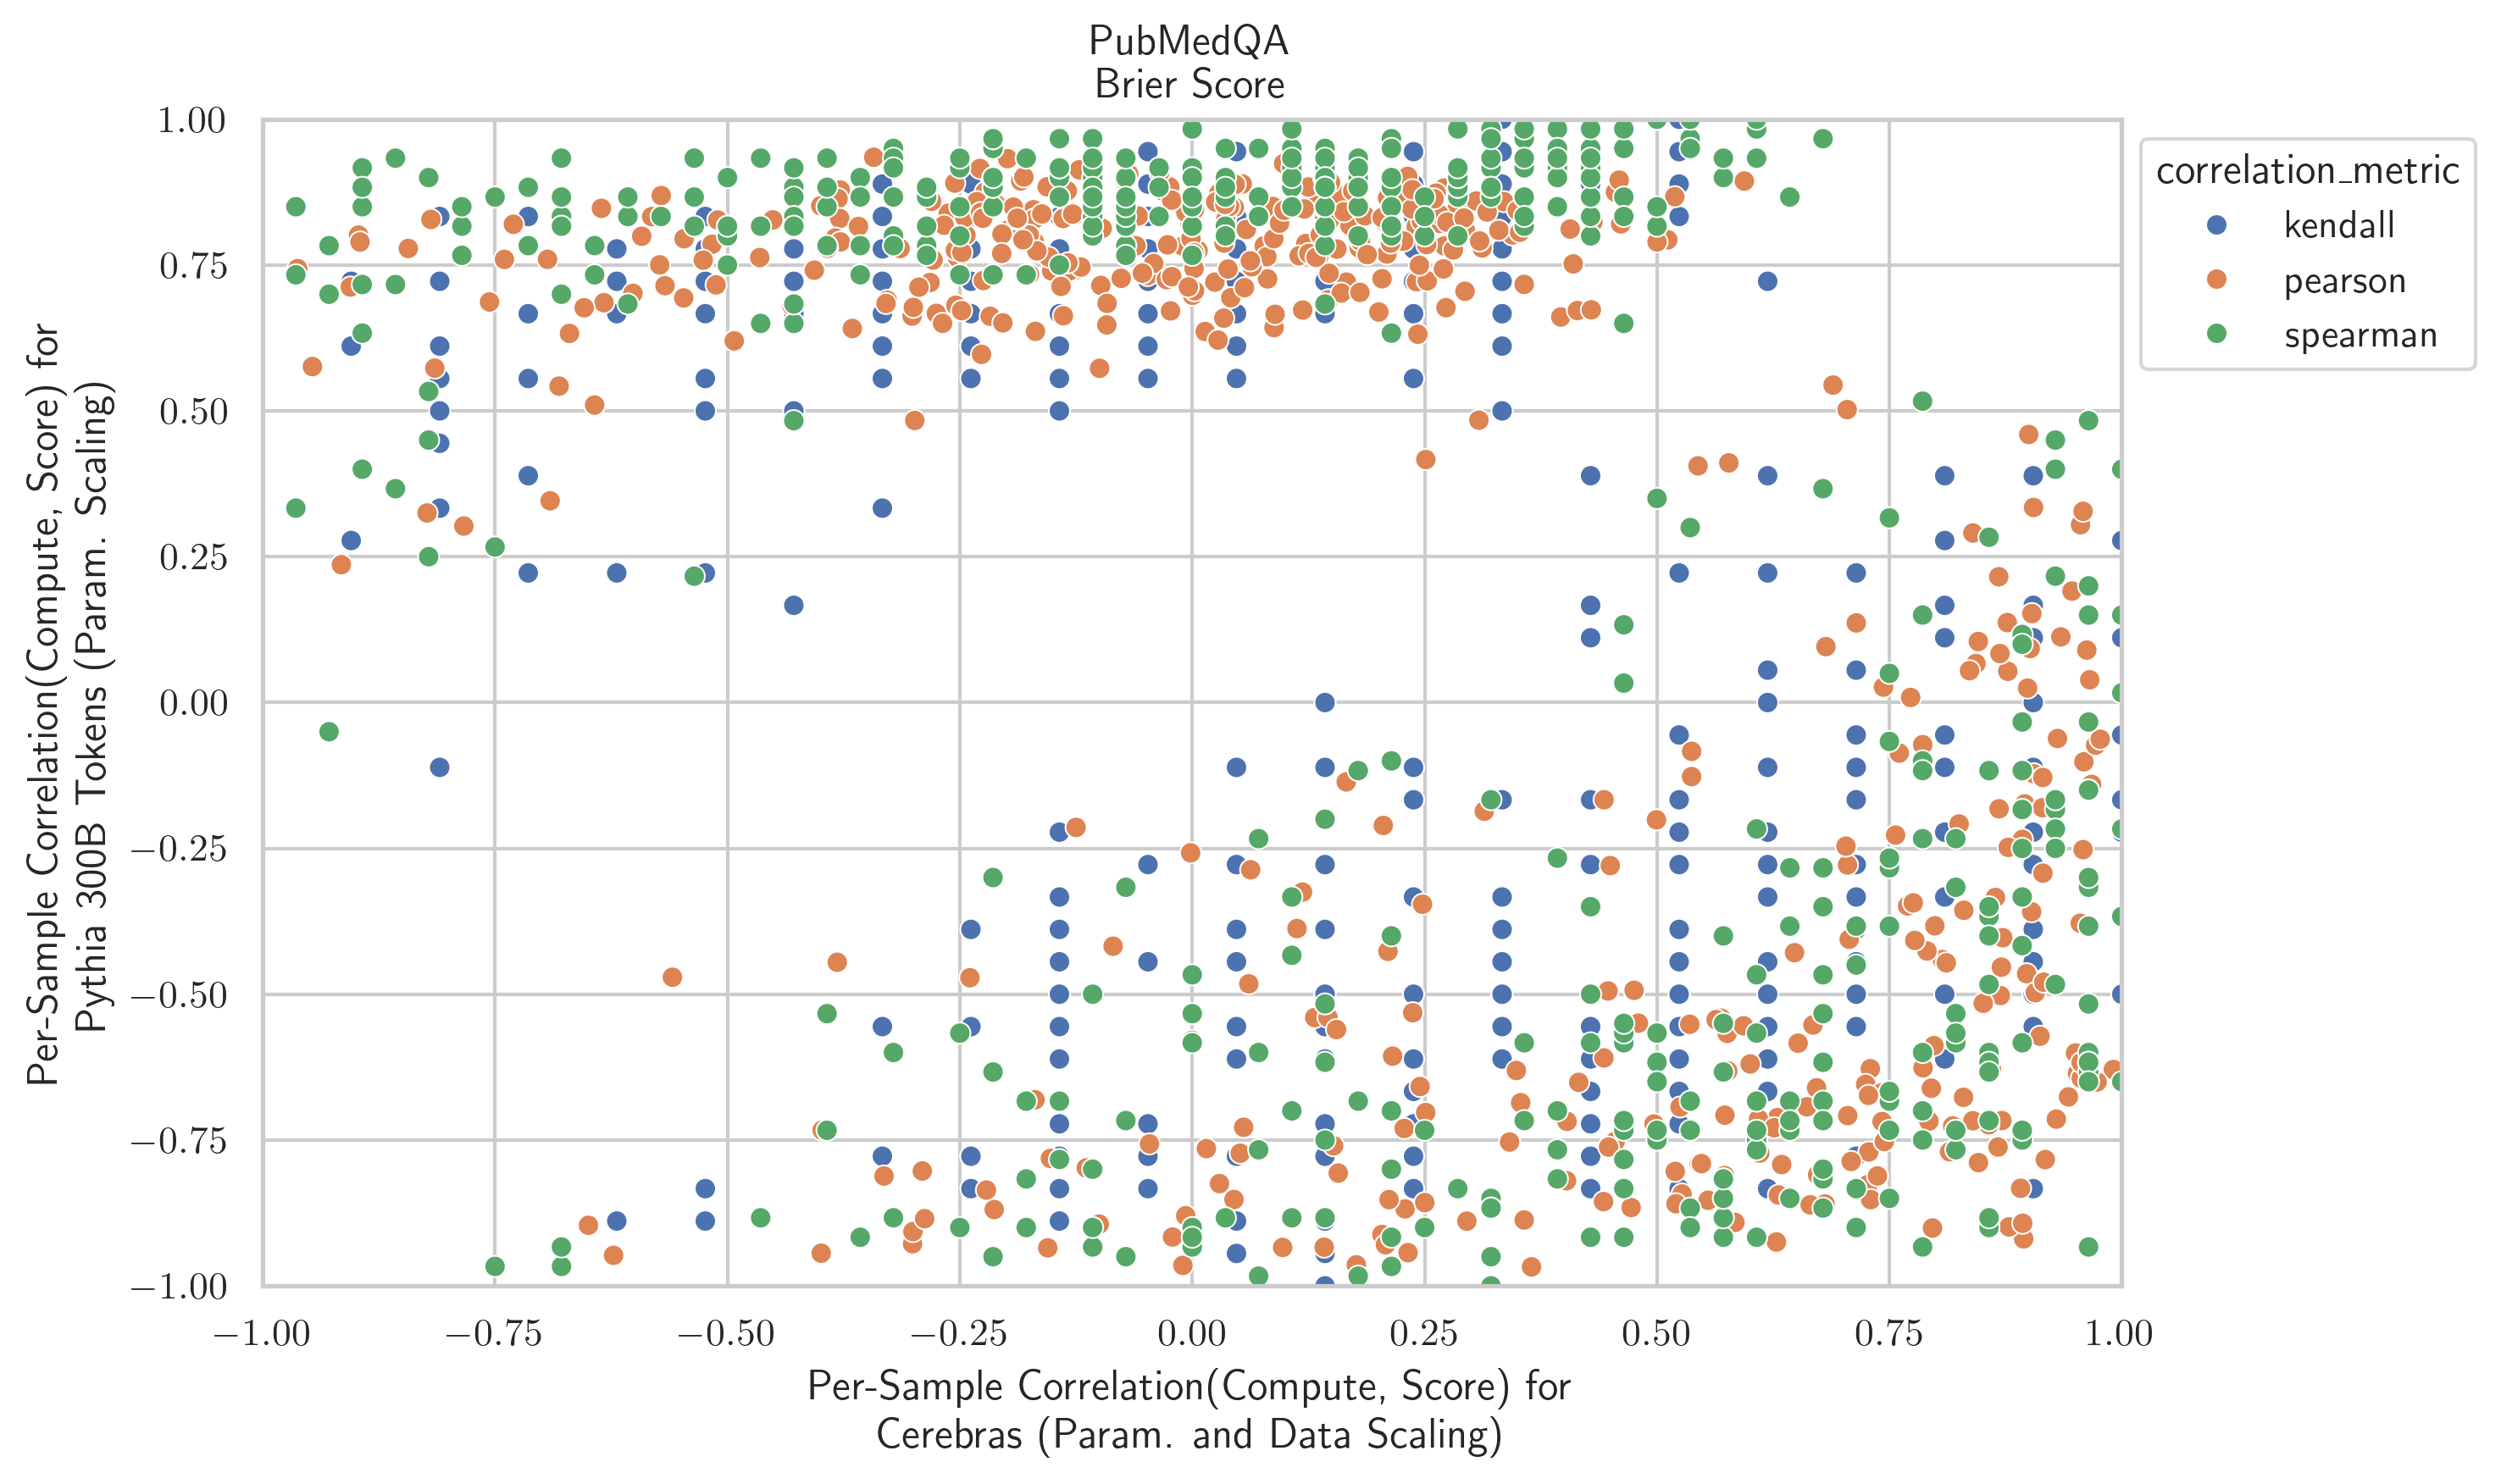 PubMedQA
Brier Score
Per-Sample Correlation(Compute, Score) for
Pythia 300B Tokens (Param. Scaling)
1.00
0.75
0.50
0.25
0.00
−0.25
−0.50
−0.75
−1.00
−1.00
−0.75
−0.50
−0.25
0.00
0.25
0.50
0.75
1.00
Per-Sample Correlation(Compute, Score) for
Cerebras (Param. and Data Scaling)
correlation_metric
kendall
pearson
spearman